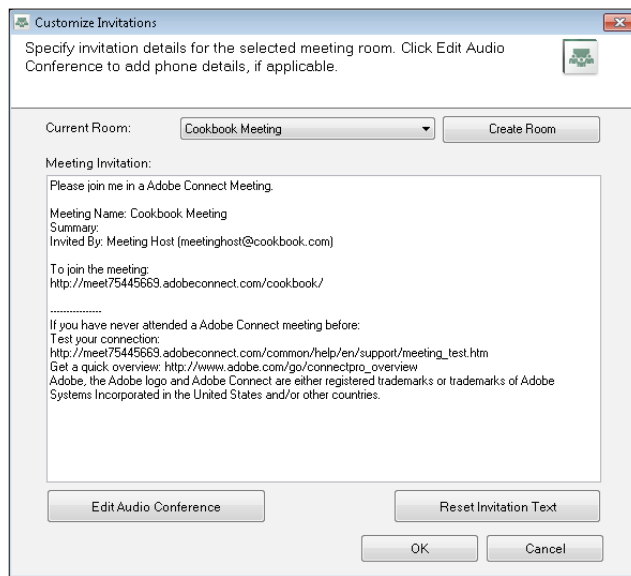 Customize Invitations
Specify invitation details for the selected meeting room. Click Edit Audio
Conference to add phone details, if applicable.
Current Room: Cookbook Meeting Create Room
Meeting Invitation:
Please join me in a Adobe Connect Meeting.
Meeting Name: Cookbook Meeting
Summary:
Invited By: Meeting Host (meetinghost@cookbook.com)
To join the meeting:
http://meet75445669.adobeconnect.com/cookbook/
----------------
If you have never attended a Adobe Connect meeting before:
Test your connection:
http://meet75445669.adobeconnect.com/common/help/en/support/meeting_test.htm
Get a quick overview: http://www.adobe.com/go/connectpro_overview
Adobe, the Adobe logo and Adobe Connect are either registered trademarks or trademarks of Adobe
Systems Incorporated in the United States and/or other countries.
Edit Audio Conference Reset Invitation Text
OK Cancel